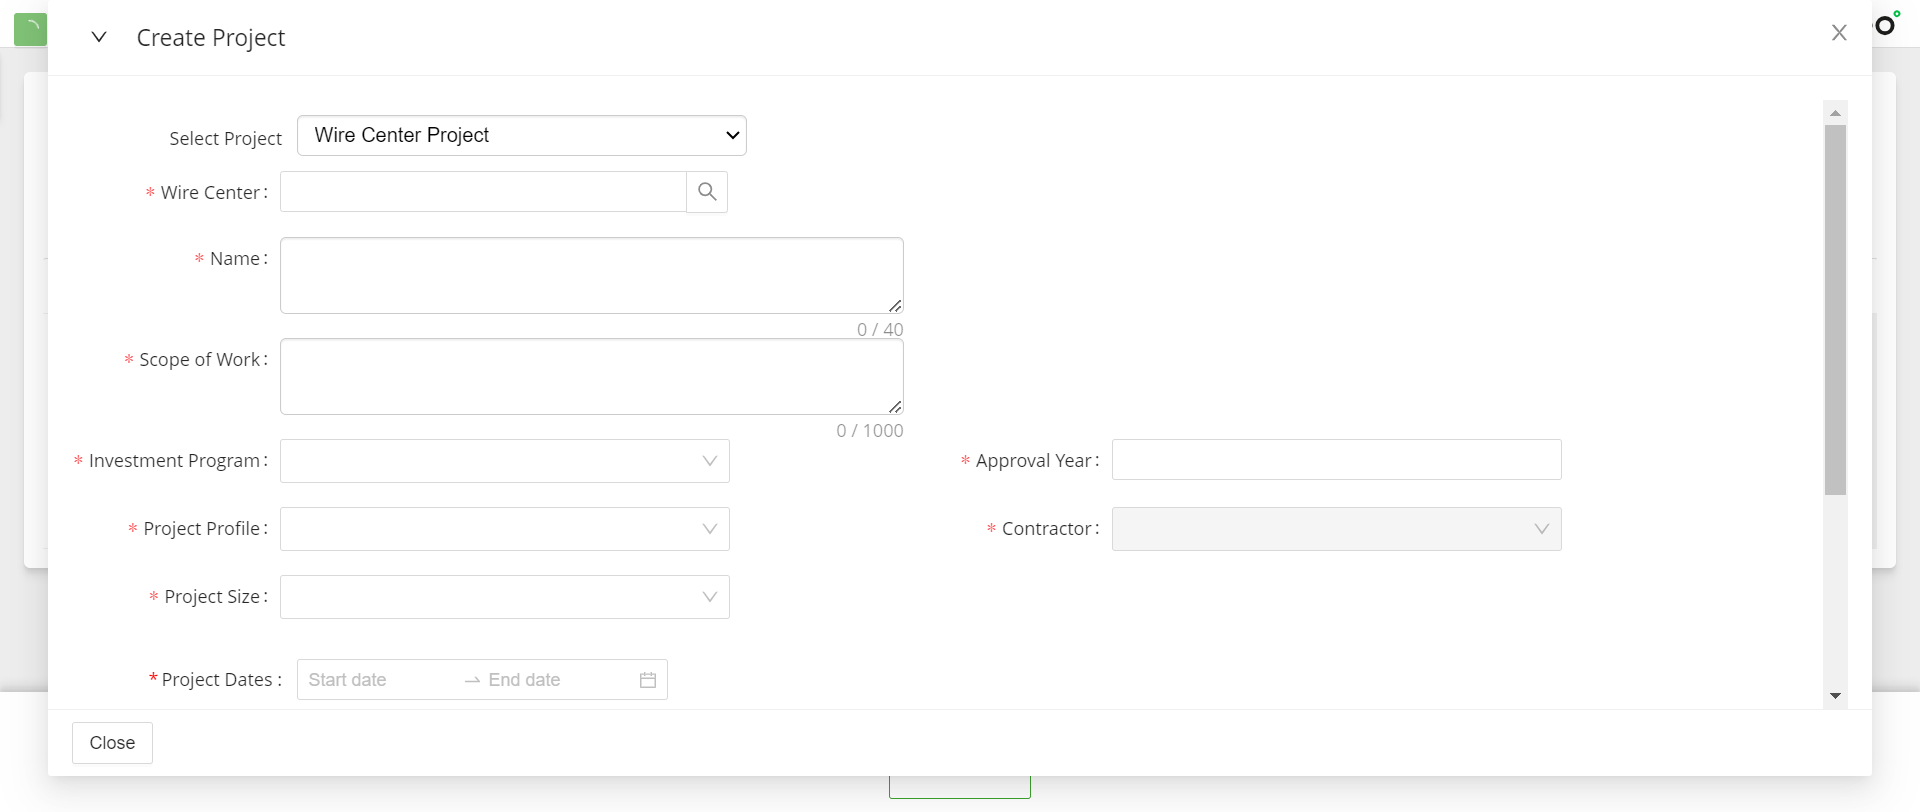 Create Project
Select Project Wire Center Project
* Wire Center :
* Name :
0 / 40
* Scope of Work :
0 / 1000
* Investment Program : * Approval Year :
* Project Profile : * Contractor :
* Project Size :
* Project Dates : Start date → End date
Close